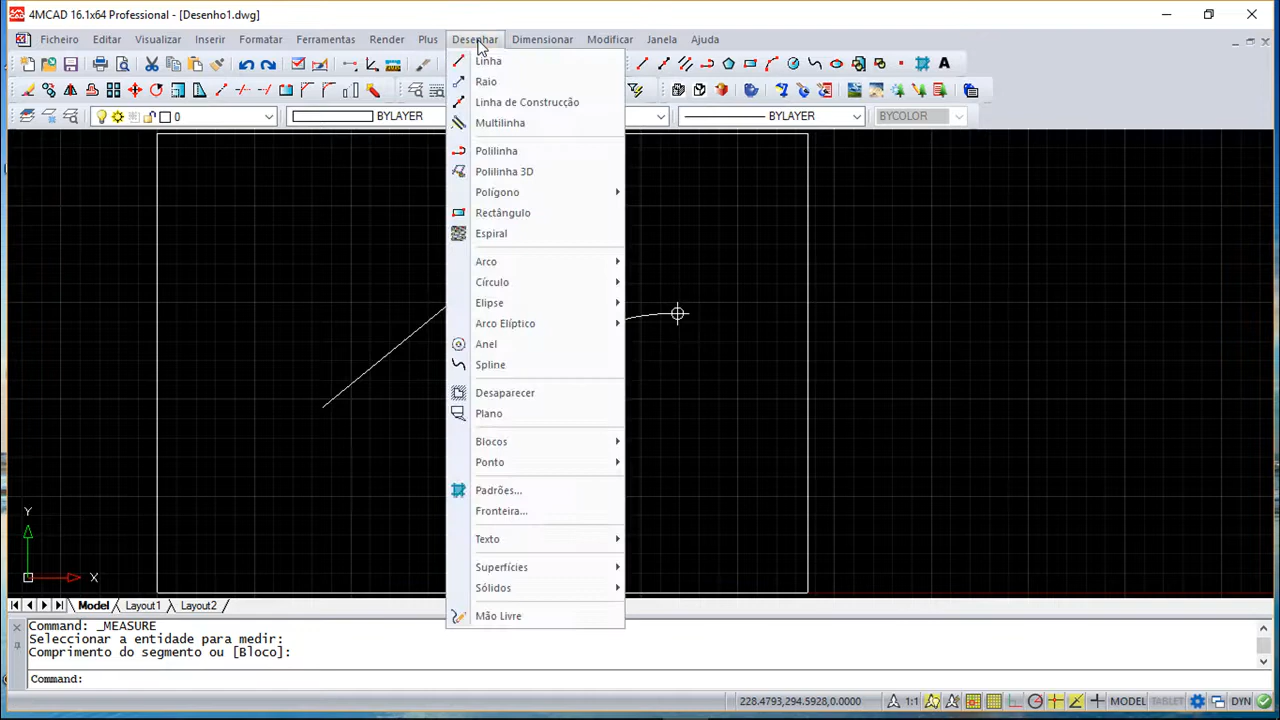 4MCAD 16.1x64 Professional - [Desenho1.dwg]
Ficheiro Editar Visualizar Inserir Formatar Ferramentas Render Plus Desenhar Dimensionar Modificar Janela Ajuda
0 BYLAYER BYLAYER BYCOLOR
Linha
Raio
Linha de Construcção
Multilinha
Polilinha
Polilinha 3D
Polígono
Rectângulo
Espiral
Arco
Círculo
Elipse
Arco Elíptico
Anel
Spline
Desaparecer
Plano
Blocos
Ponto
Padrões...
Fronteira...
Texto
Superfícies
Sólidos
Mão Livre
Y
X
Model Layout1 Layout2
Command: _MEASURE
Seleccionar a entidade para medir:
Comprimento do segmento ou [Bloco]:
Command:
228.4793,294.5928,0.0000 1:1 MODEL TABLET DYN